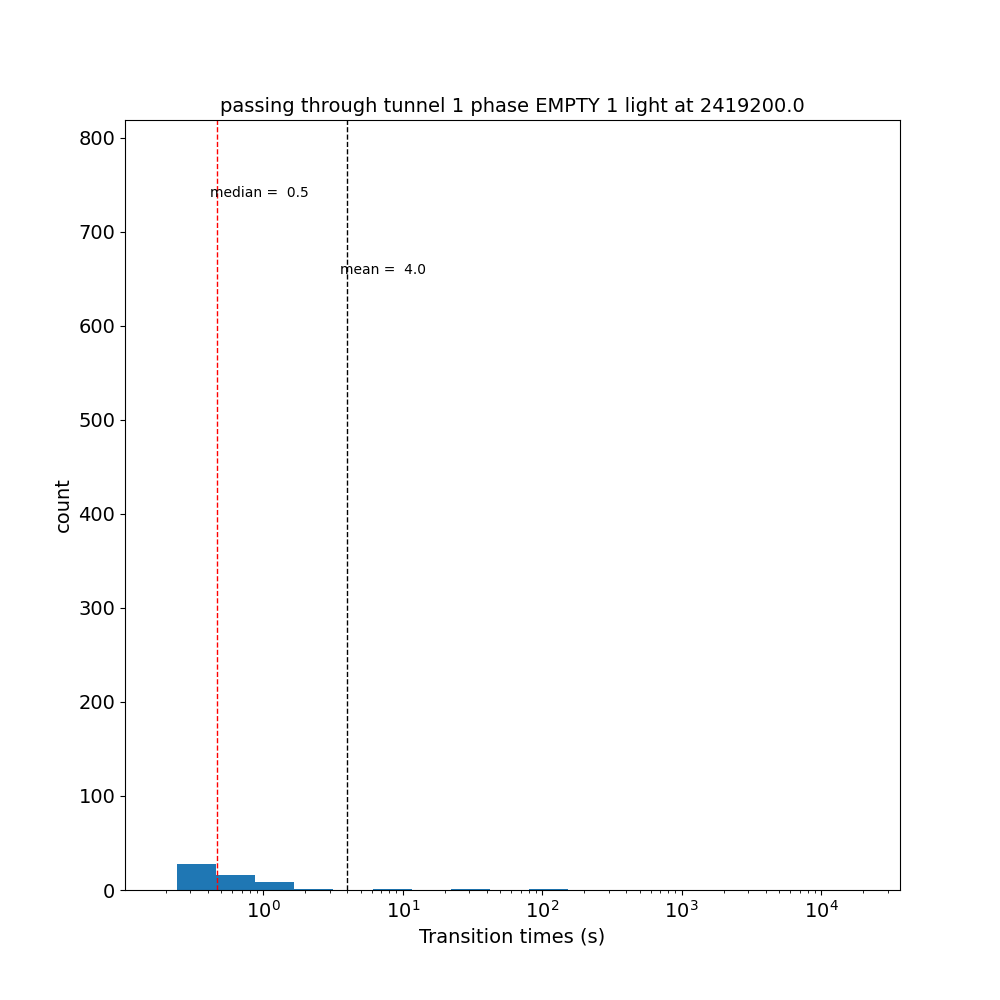 passing through tunnel 1 phase EMPTY 1 light at 2419200.0
800
700
600
500
400
300
200
100
0
count
median =  0.5
mean =  4.0
10^0 10^1 10^2 10^3 10^4
Transition times (s)